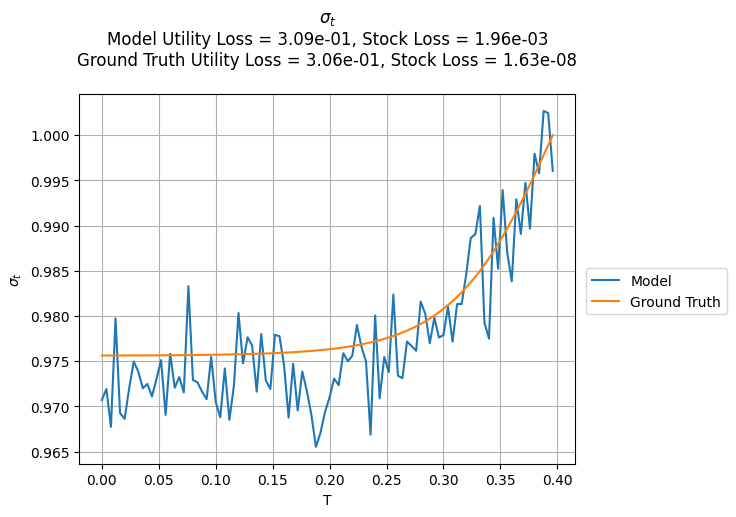 σ_t
Model Utility Loss = 3.09e-01, Stock Loss = 1.96e-03
Ground Truth Utility Loss = 3.06e-01, Stock Loss = 1.63e-08
1.000
0.995
0.990
0.985
0.980
0.975
0.970
0.965
σ_t
0.00 0.05 0.10 0.15 0.20 0.25 0.30 0.35 0.40
T
Model
Ground Truth